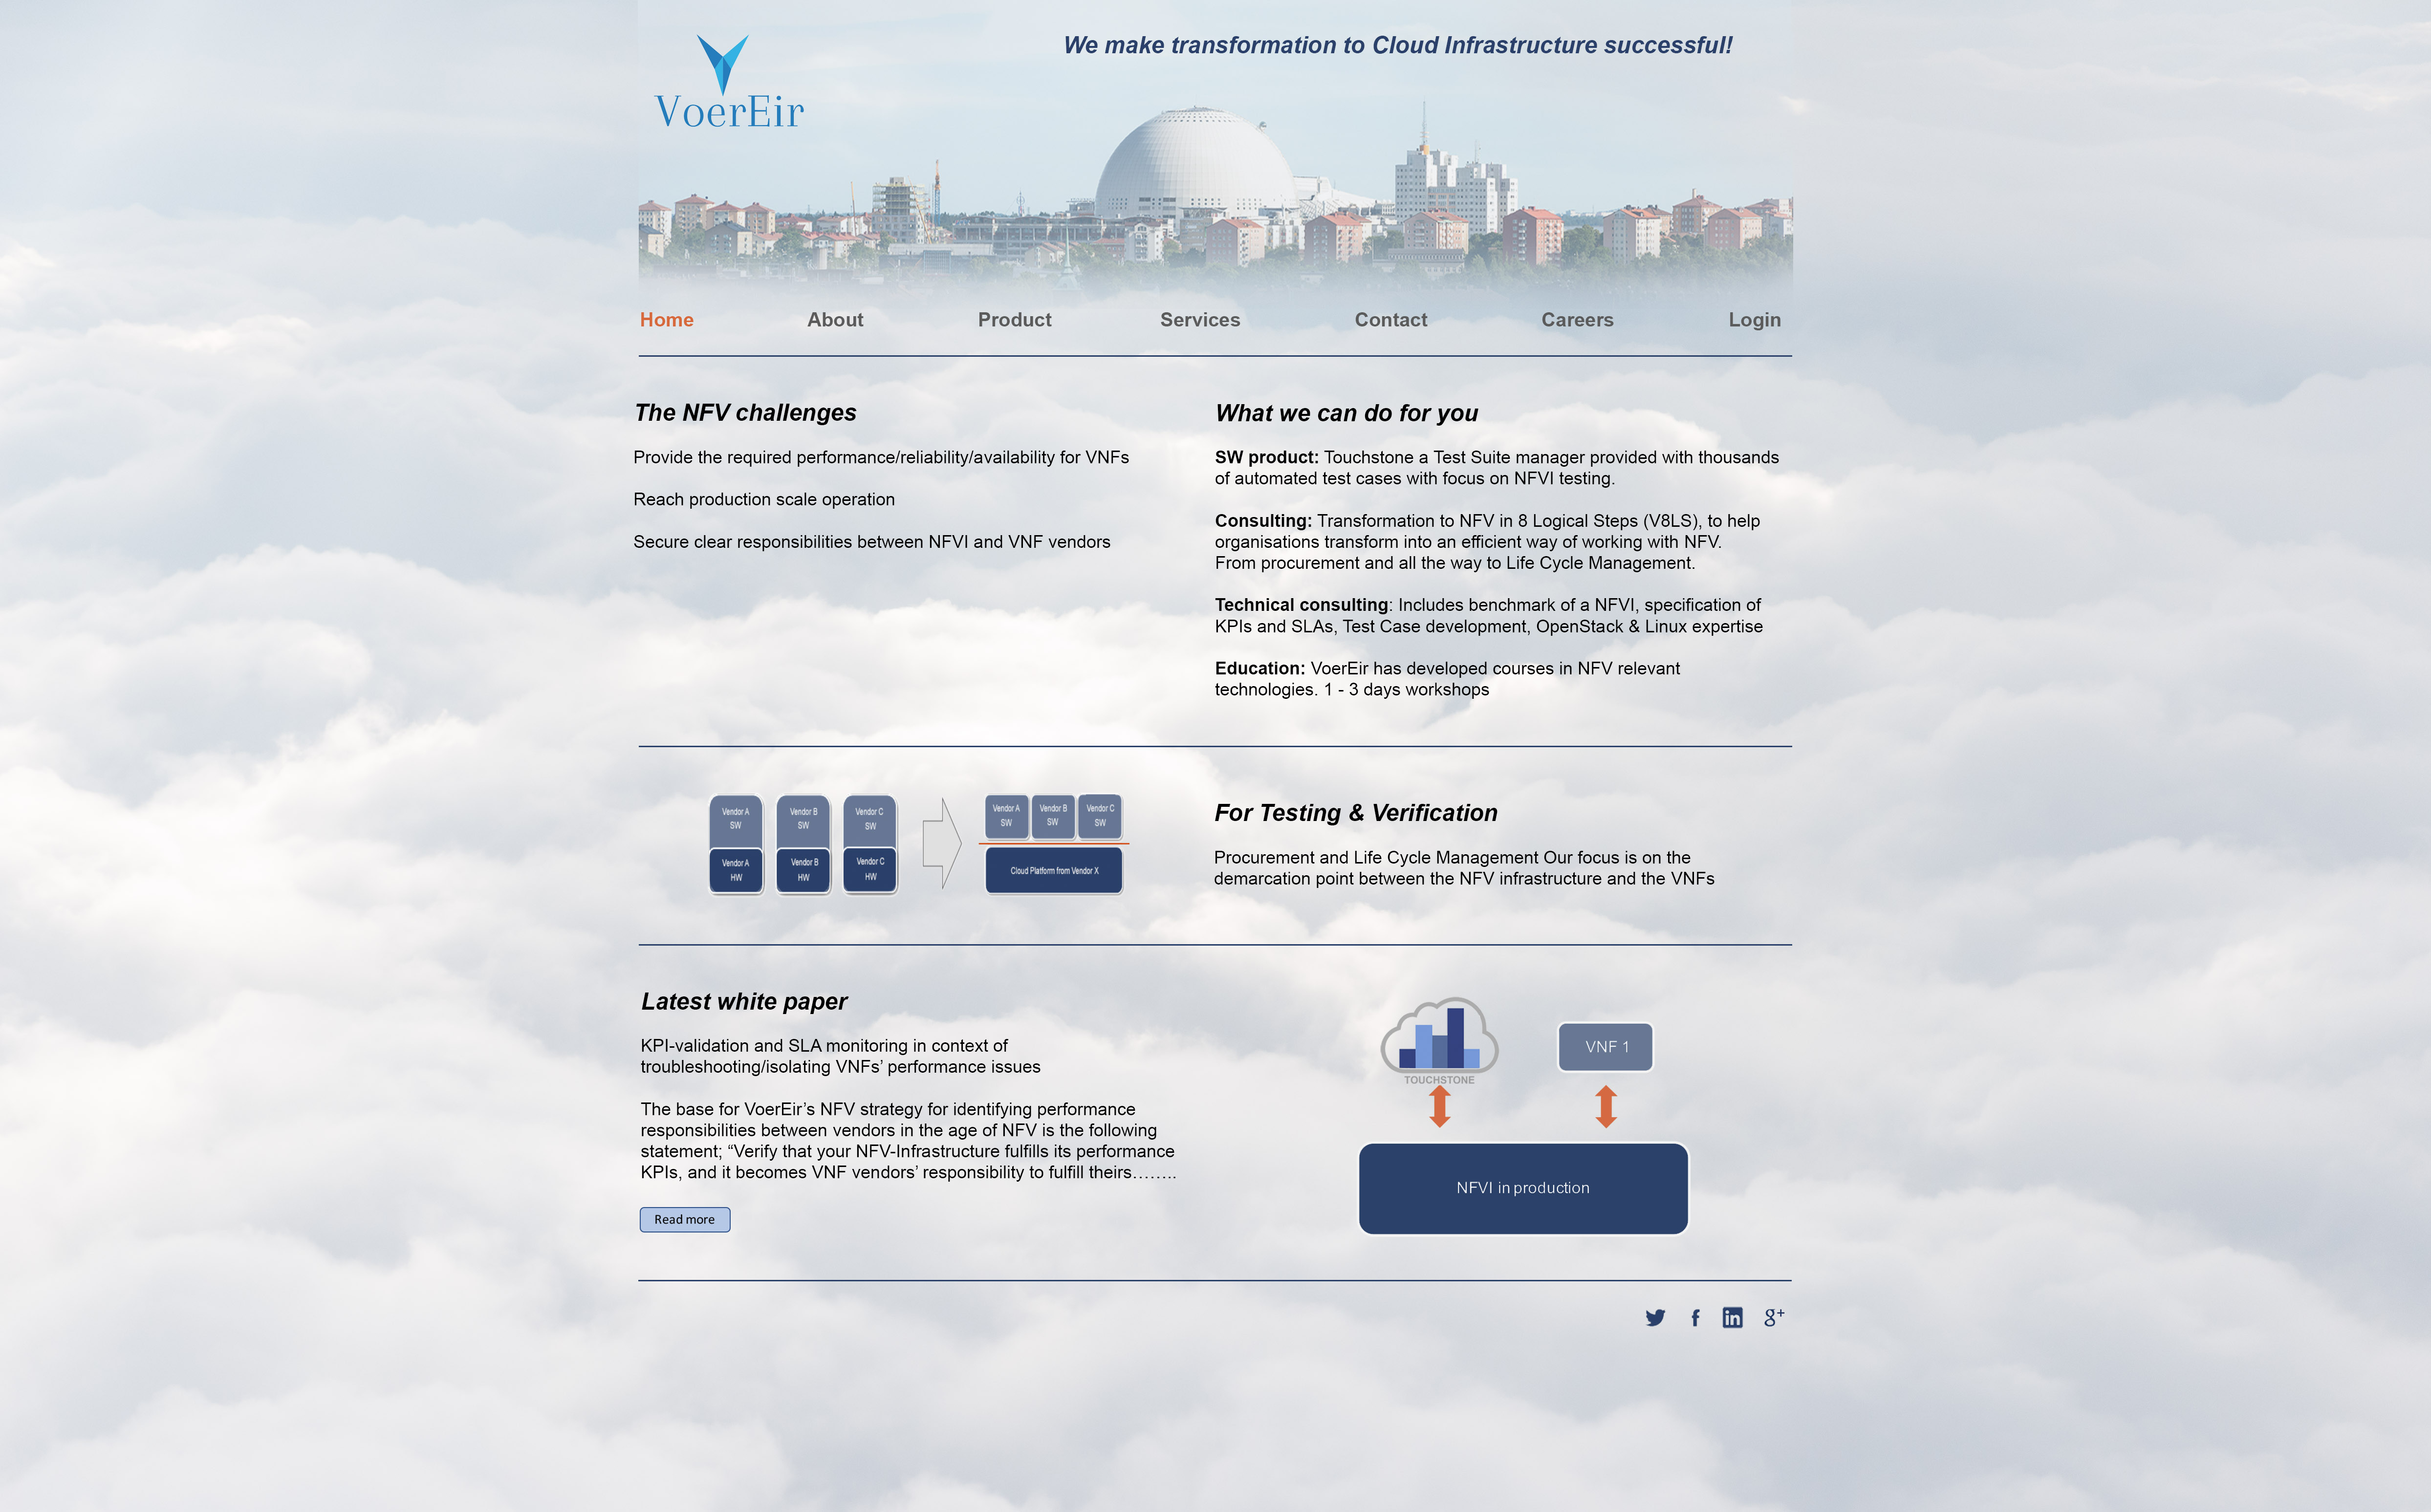 We make transformation to Cloud Infrastructure successful!
VoerEir
Home About Product Services Contact Careers Login
The NFV challenges
Provide the required performance/reliability/availability for VNFs
Reach production scale operation
Secure clear responsibilities between NFVI and VNF vendors
What we can do for you
SW product: Touchstone a Test Suite manager provided with thousands
of automated test cases with focus on NFVI testing.
Consulting: Transformation to NFV in 8 Logical Steps (V8LS), to help
organisations transform into an efficient way of working with NFV.
From procurement and all the way to Life Cycle Management.
Technical consulting: Includes benchmark of a NFVI, specification of
KPIs and SLAs, Test Case development, OpenStack & Linux expertise
Education: VoerEir has developed courses in NFV relevant
technologies. 1 - 3 days workshops
Vendor A
SW
Vendor A
HW
Vendor B
SW
Vendor B
HW
Vendor C
SW
Vendor C
HW
Vendor A
SW
Vendor B
SW
Vendor C
SW
Cloud Platform from Vendor X
For Testing & Verification
Procurement and Life Cycle Management Our focus is on the
demarcation point between the NFV infrastructure and the VNFs
Latest white paper
KPI-validation and SLA monitoring in context of
troubleshooting/isolating VNFs’ performance issues
The base for VoerEir’s NFV strategy for identifying performance
responsibilities between vendors in the age of NFV is the following
statement; “Verify that your NFV-Infrastructure fulfills its performance
KPIs, and it becomes VNF vendors’ responsibility to fulfill theirs……..
Read more
TOUCHSTONE
VNF 1
NFVI in production
f in g+